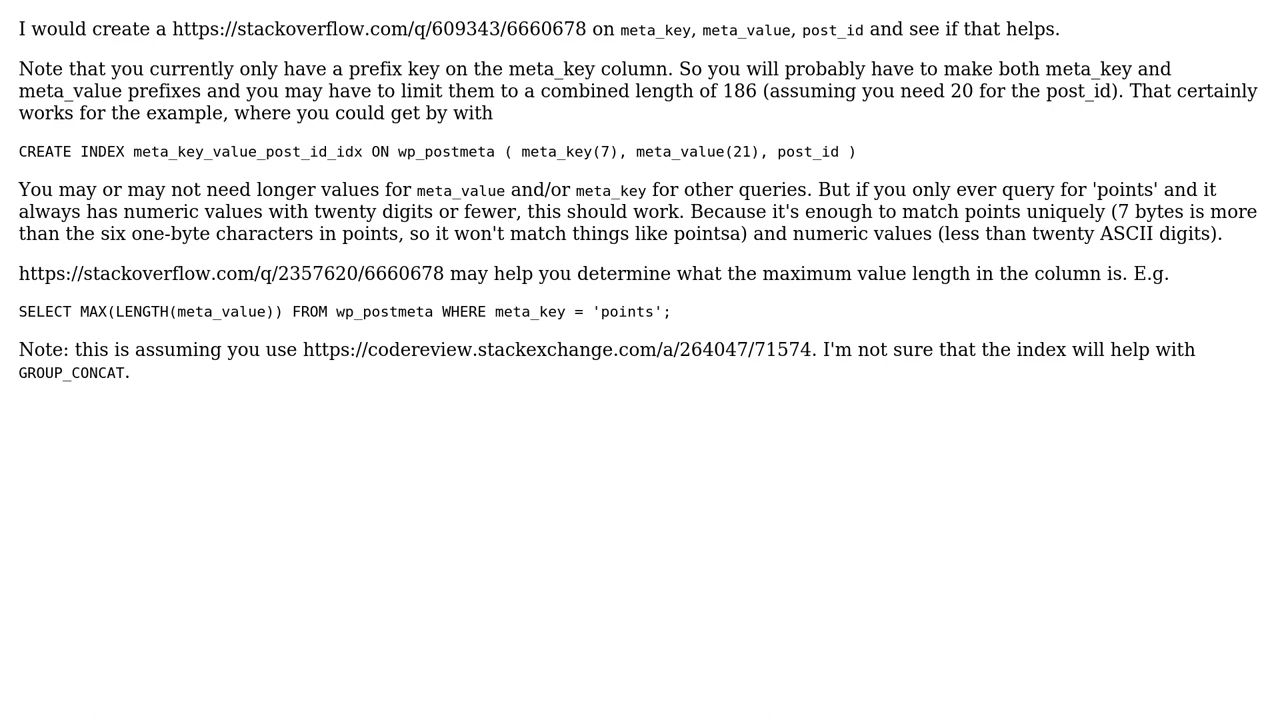 I would create a https://stackoverflow.com/q/609343/6660678 on meta_key, meta_value, post_id and see if that helps.
Note that you currently only have a prefix key on the meta_key column. So you will probably have to make both meta_key and
meta_value prefixes and you may have to limit them to a combined length of 186 (assuming you need 20 for the post_id). That certainly
works for the example, where you could get by with
CREATE INDEX meta_key_value_post_id_idx ON wp_postmeta ( meta_key(7), meta_value(21), post_id )
You may or may not need longer values for meta_value and/or meta_key for other queries. But if you only ever query for 'points' and it
always has numeric values with twenty digits or fewer, this should work. Because it's enough to match points uniquely (7 bytes is more
than the six one-byte characters in points, so it won't match things like pointsa) and numeric values (less than twenty ASCII digits).
https://stackoverflow.com/q/2357620/6660678 may help you determine what the maximum value length in the column is. E.g.
SELECT MAX(LENGTH(meta_value)) FROM wp_postmeta WHERE meta_key = 'points';
Note: this is assuming you use https://codereview.stackexchange.com/a/264047/71574. I'm not sure that the index will help with
GROUP_CONCAT.